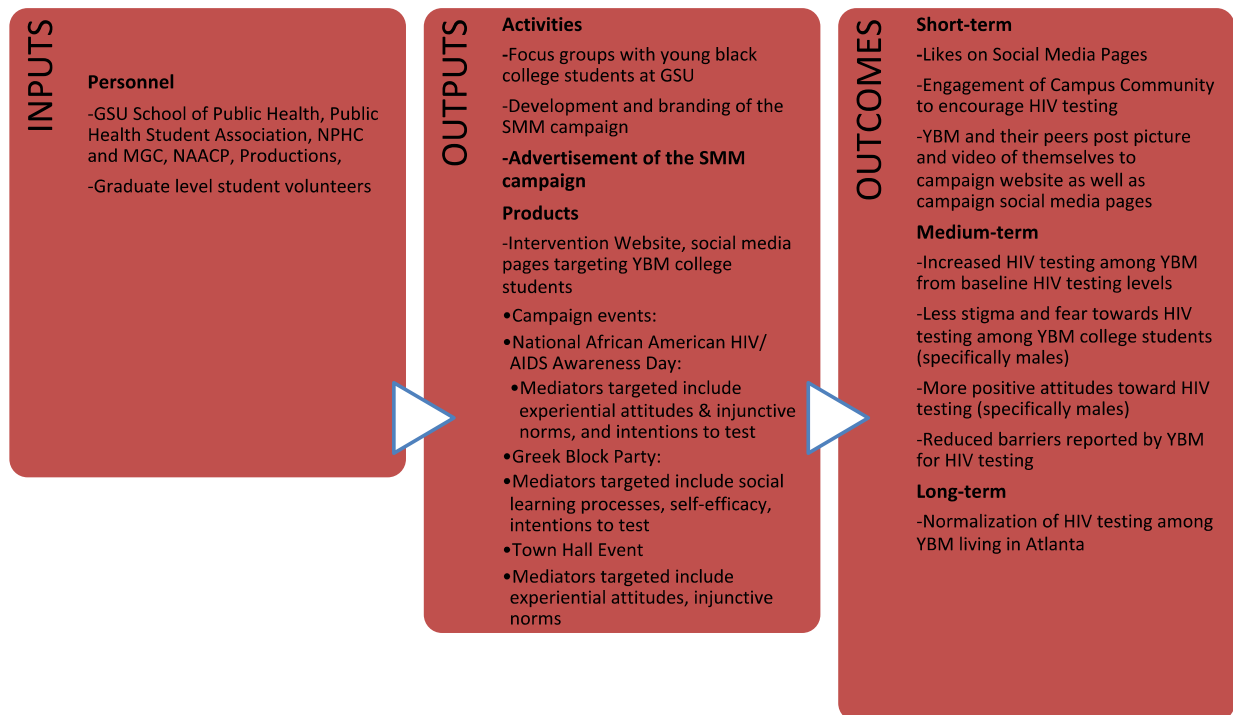 INPUTS
Personnel
-GSU School of Public Health, Public
Health Student Association, NPHC
and MGC, NAACP, Productions,
-Graduate level student volunteers
OUTPUTS
Activities
-Focus groups with young black
college students at GSU
-Development and branding of the
SMM campaign
-Advertisement of the SMM
campaign
Products
-Intervention Website, social media
pages targeting YBM college
students
•Campaign events:
•National African American HIV/
AIDS Awareness Day:
•Mediators targeted include
experiential attitudes & injunctive
norms, and intentions to test
•Greek Block Party:
•Mediators targeted include social
learning processes, self-efficacy,
intentions to test
•Town Hall Event
•Mediators targeted include
experiential attitudes, injunctive
norms
OUTCOMES
Short-term
-Likes on Social Media Pages
-Engagement of Campus Community
to encourage HIV testing
-YBM and their peers post picture
and video of themselves to
campaign website as well as
campaign social media pages
Medium-term
-Increased HIV testing among YBM
from baseline HIV testing levels
-Less stigma and fear towards HIV
testing among YBM college students
(specifically males)
-More positive attitudes toward HIV
testing (specifically males)
-Reduced barriers reported by YBM
for HIV testing
Long-term
-Normalization of HIV testing among
YBM living in Atlanta